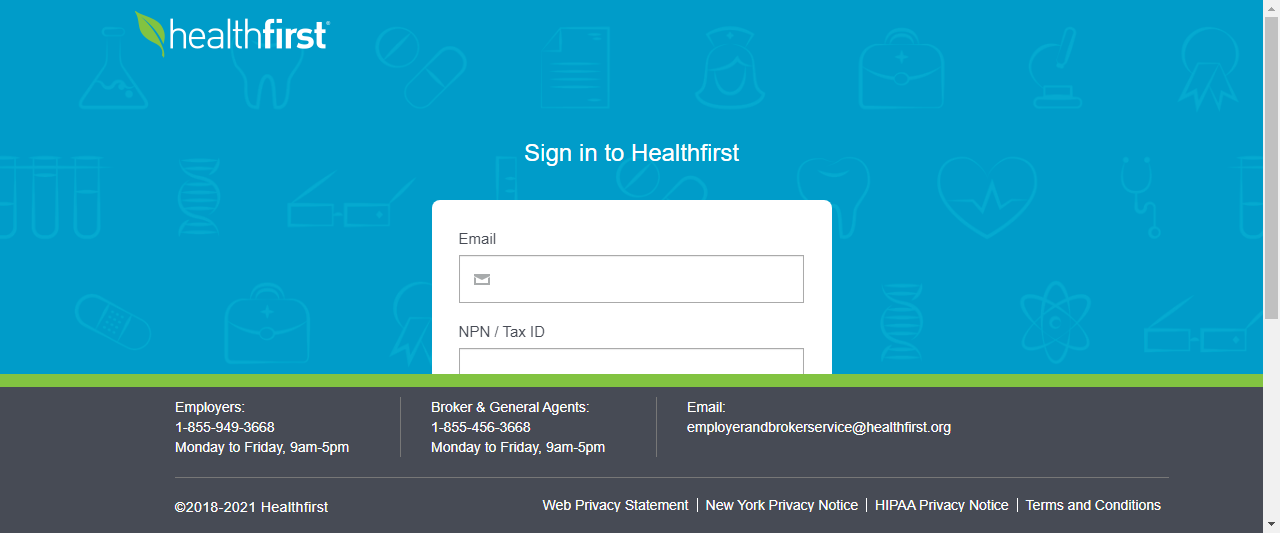 healthfirst®
Sign in to Healthfirst
Email
NPN / Tax ID
Employers:
1-855-949-3668
Monday to Friday, 9am-5pm
Broker & General Agents:
1-855-456-3668
Monday to Friday, 9am-5pm
Email:
employerandbrokerservice@healthfirst.org
©2018-2021 Healthfirst
Web Privacy Statement | New York Privacy Notice | HIPAA Privacy Notice | Terms and Conditions